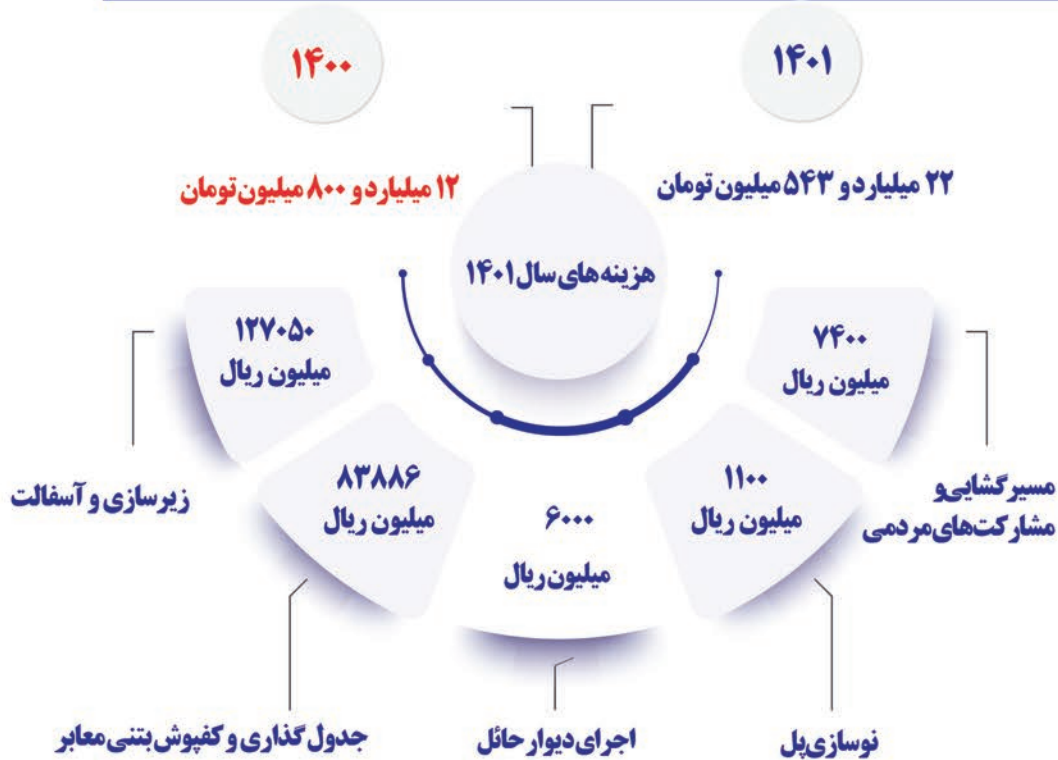 ۱۴۰۱
۱۴۰۰
۲۲ میلیارد و ۵۴۳ میلیون تومان
۱۲ میلیارد و ۸۰۰ میلیون تومان
هزینه های سال ۱۴۰۱
۷۴۰۰
میلیون ریال
مسیرگشایی و
مشارکت‌های مردمی
۱۱۰۰
میلیون ریال
نوسازی پل
۶۰۰۰
میلیون ریال
اجرای دیوار حائل
۸۳۸۸۶
میلیون ریال
جدول گذاری و کفپوش بتنی معابر
۱۲۷۰۵۰
میلیون ریال
زیرسازی و آسفالت